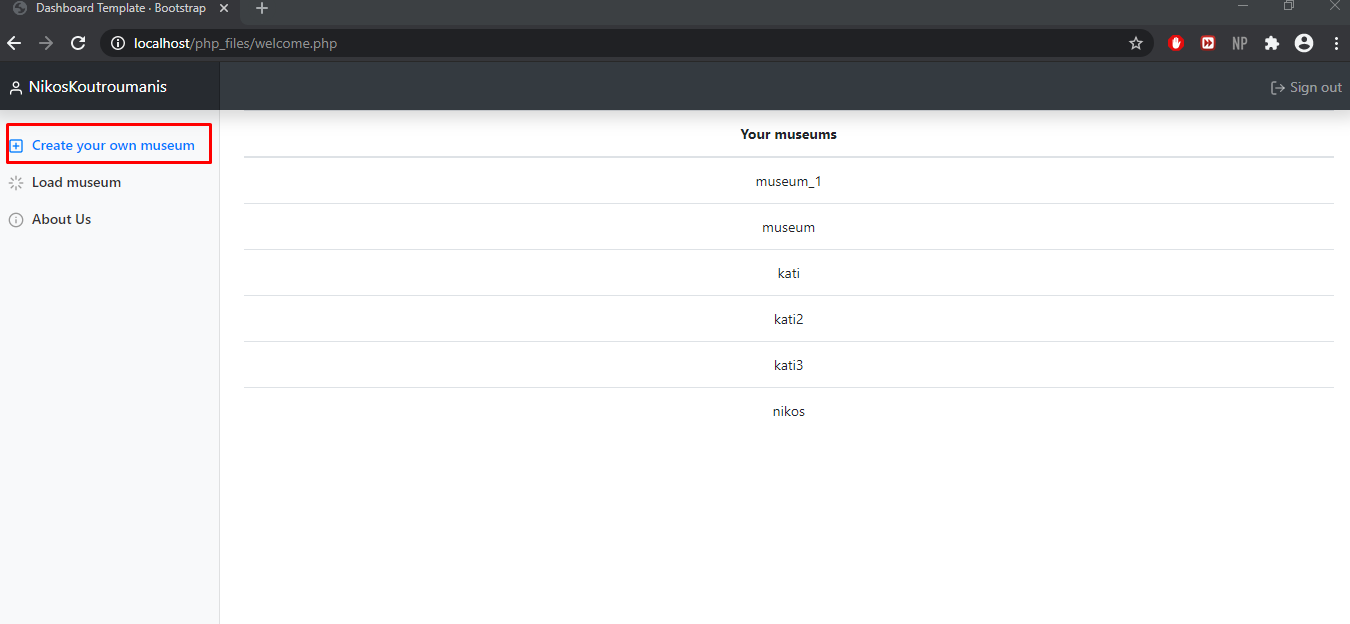 Dashboard Template · Bootstrap
localhost/php_files/welcome.php
NP
NikosKoutroumanis
Sign out
Create your own museum
Load museum
About Us
Your museums
museum_1
museum
kati
kati2
kati3
nikos